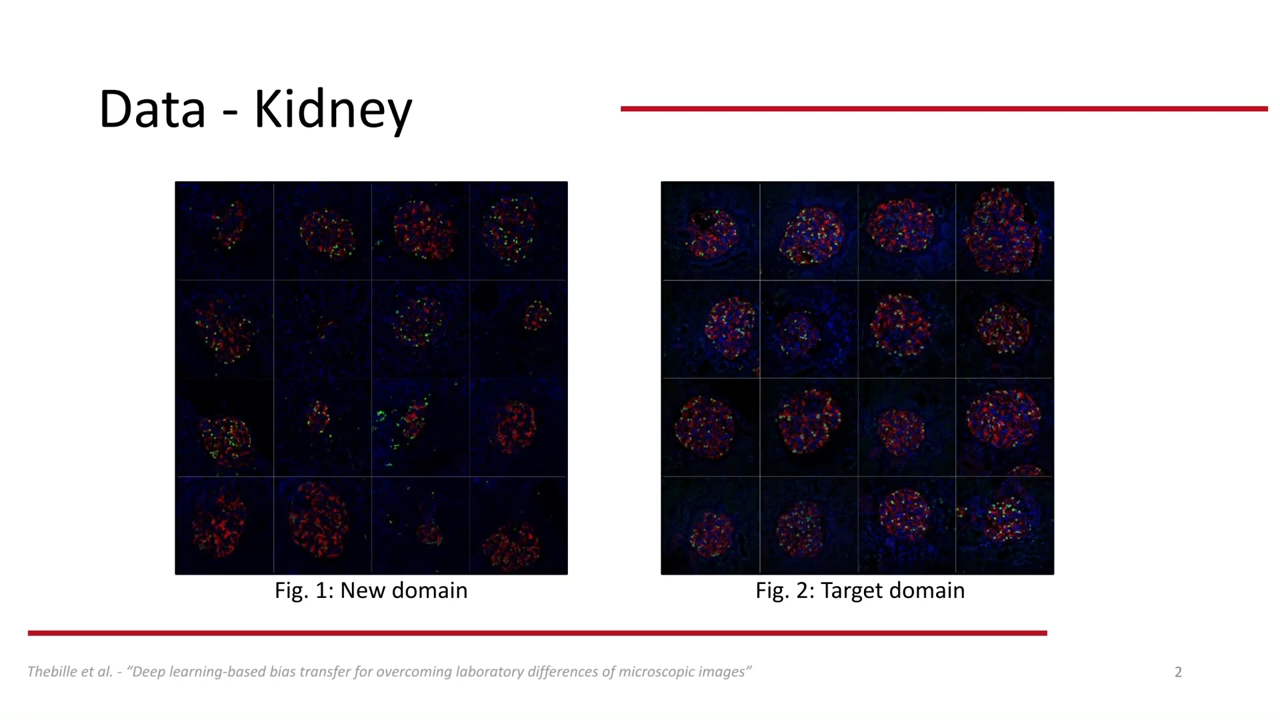 Data - Kidney
Fig. 1: New domain
Fig. 2: Target domain
Thebille et al. - “Deep learning-based bias transfer for overcoming laboratory differences of microscopic images”
2